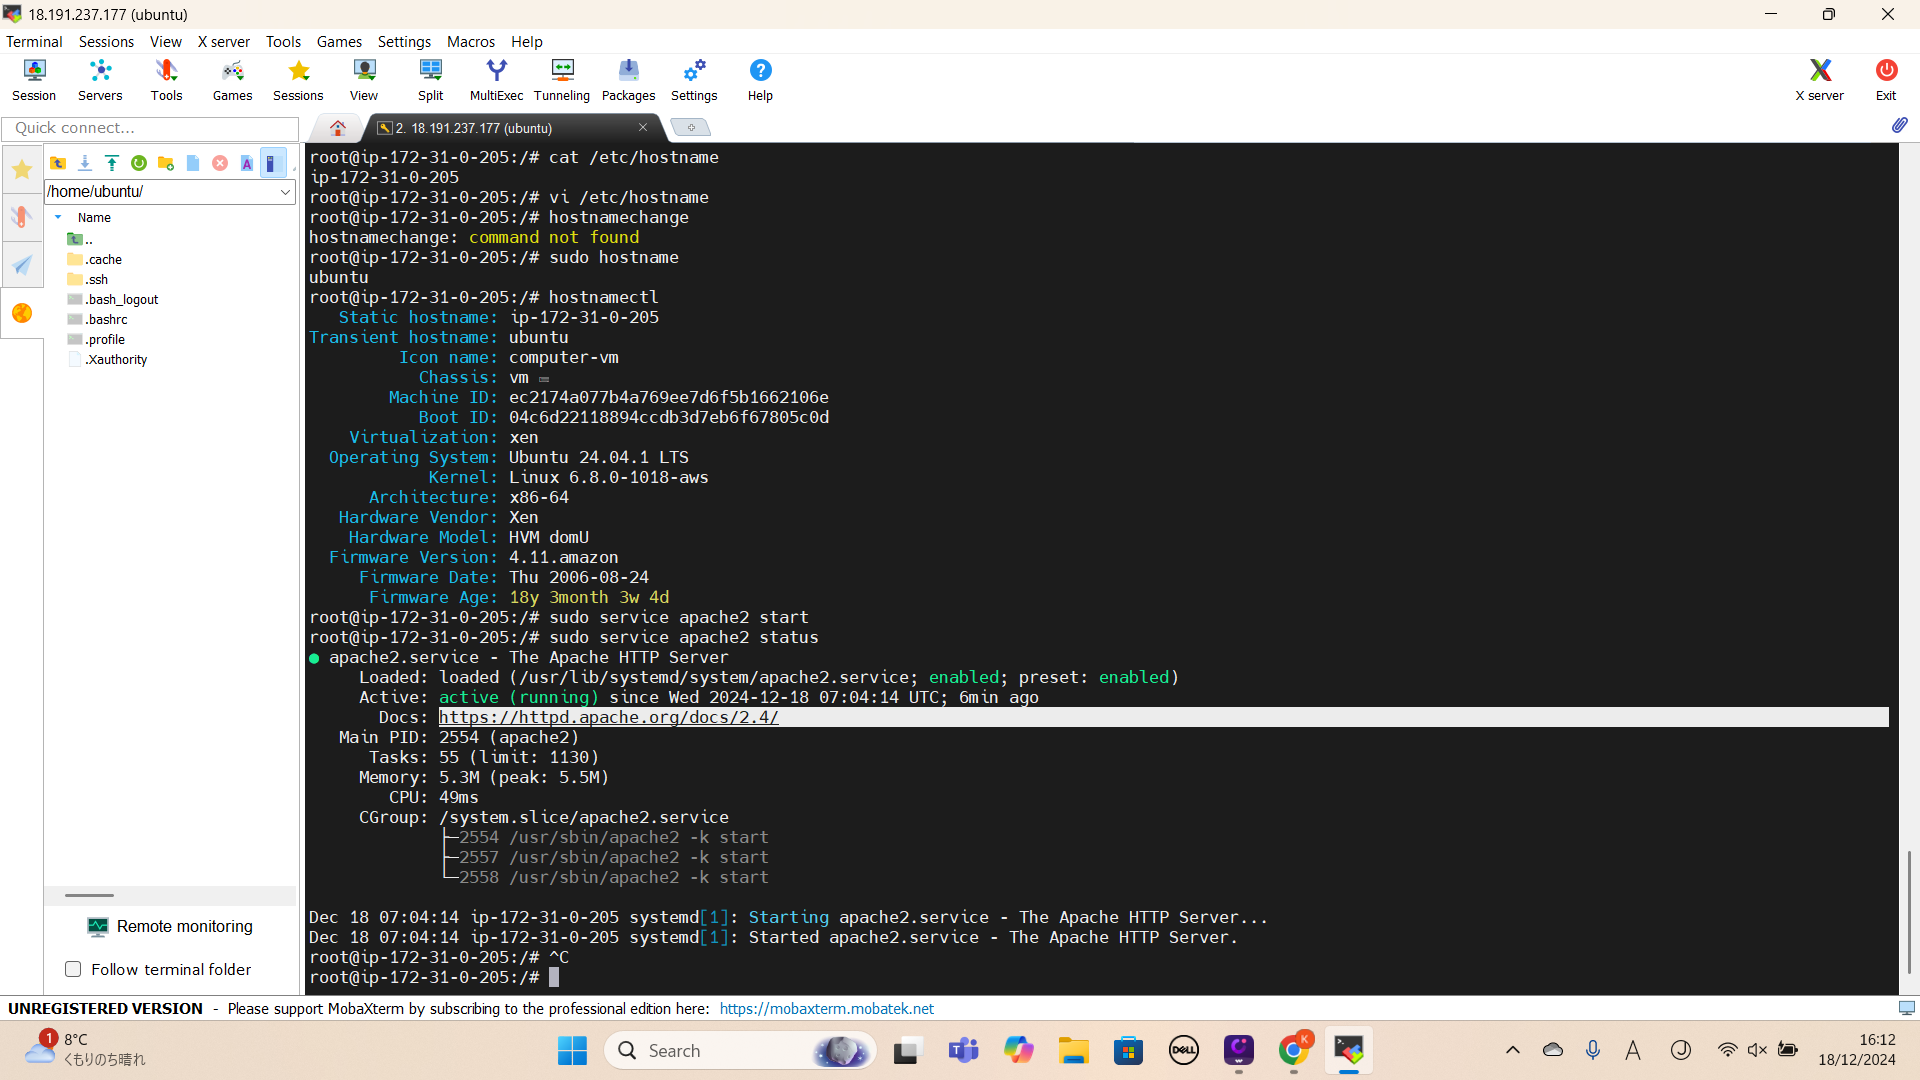 18.191.237.177 (ubuntu)
Terminal Sessions View X server Tools Games Settings Macros Help
Session Servers Tools Games Sessions View Split MultiExec Tunneling Packages Settings Help X server Exit
Quick connect...
2. 18.191.237.177 (ubuntu)
/home/ubuntu/
Name
..
.cache
.ssh
.bash_logout
.bashrc
.profile
.Xauthority
Remote monitoring
Follow terminal folder
root@ip-172-31-0-205:/# cat /etc/hostname
ip-172-31-0-205
root@ip-172-31-0-205:/# vi /etc/hostname
root@ip-172-31-0-205:/# hostnamechange
hostnamechange: command not found
root@ip-172-31-0-205:/# sudo hostname
ubuntu
root@ip-172-31-0-205:/# hostnamectl
Static hostname: ip-172-31-0-205
Transient hostname: ubuntu
Icon name: computer-vm
Chassis: vm
Machine ID: ec2174a077b4a769ee7d6f5b1662106e
Boot ID: 04c6d22118894ccdb3d7eb6f67805c0d
Virtualization: xen
Operating System: Ubuntu 24.04.1 LTS
Kernel: Linux 6.8.0-1018-aws
Architecture: x86-64
Hardware Vendor: Xen
Hardware Model: HVM domU
Firmware Version: 4.11.amazon
Firmware Date: Thu 2006-08-24
Firmware Age: 18y 3month 3w 4d
root@ip-172-31-0-205:/# sudo service apache2 start
root@ip-172-31-0-205:/# sudo service apache2 status
● apache2.service - The Apache HTTP Server
Loaded: loaded (/usr/lib/systemd/system/apache2.service; enabled; preset: enabled)
Active: active (running) since Wed 2024-12-18 07:04:14 UTC; 6min ago
Docs: https://httpd.apache.org/docs/2.4/
Main PID: 2554 (apache2)
Tasks: 55 (limit: 1130)
Memory: 5.3M (peak: 5.5M)
CPU: 49ms
CGroup: /system.slice/apache2.service
├─2554 /usr/sbin/apache2 -k start
├─2557 /usr/sbin/apache2 -k start
└─2558 /usr/sbin/apache2 -k start
Dec 18 07:04:14 ip-172-31-0-205 systemd[1]: Starting apache2.service - The Apache HTTP Server...
Dec 18 07:04:14 ip-172-31-0-205 systemd[1]: Started apache2.service - The Apache HTTP Server.
root@ip-172-31-0-205:/# ^C
root@ip-172-31-0-205:/#
UNREGISTERED VERSION - Please support MobaXterm by subscribing to the professional edition here: https://mobaxterm.mobatek.net
1
8°C
くもりのち晴れ
Search
DELL
K
A
J
16:12
18/12/2024